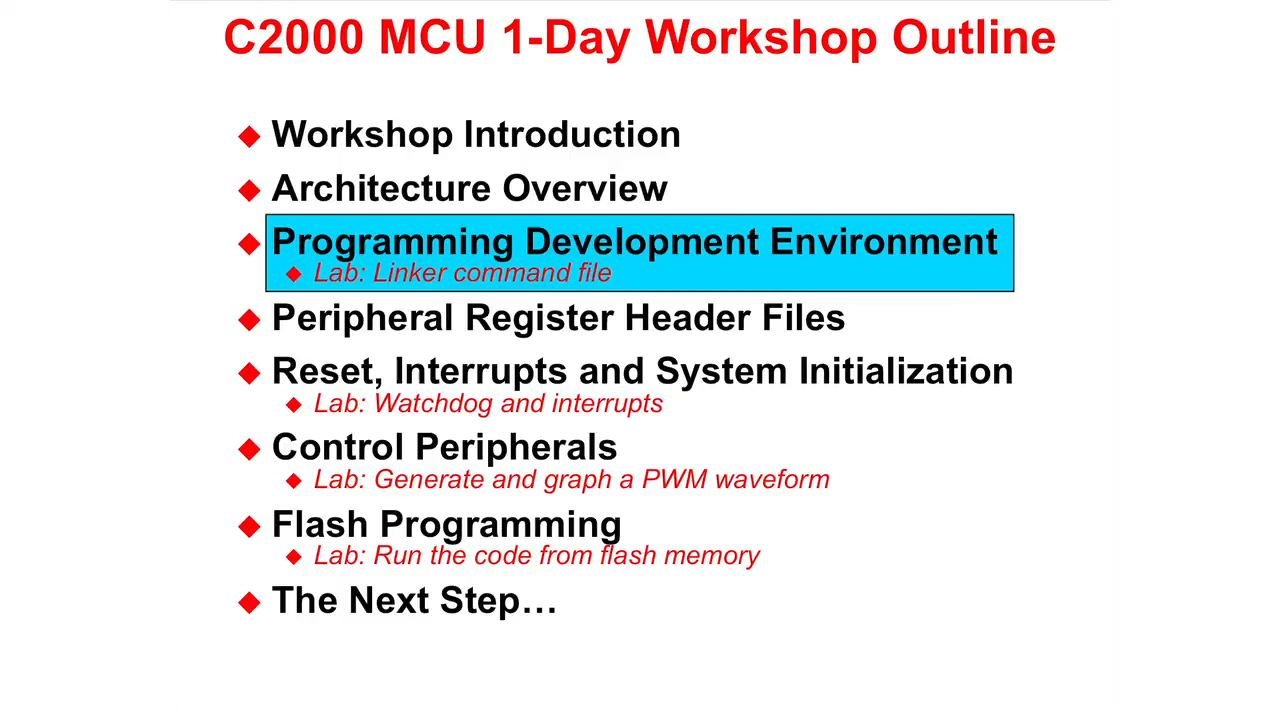 C2000 MCU 1-Day Workshop Outline
Workshop Introduction
Architecture Overview
Programming Development Environment
Lab: Linker command file
Peripheral Register Header Files
Reset, Interrupts and System Initialization
Lab: Watchdog and interrupts
Control Peripherals
Lab: Generate and graph a PWM waveform
Flash Programming
Lab: Run the code from flash memory
The Next Step…